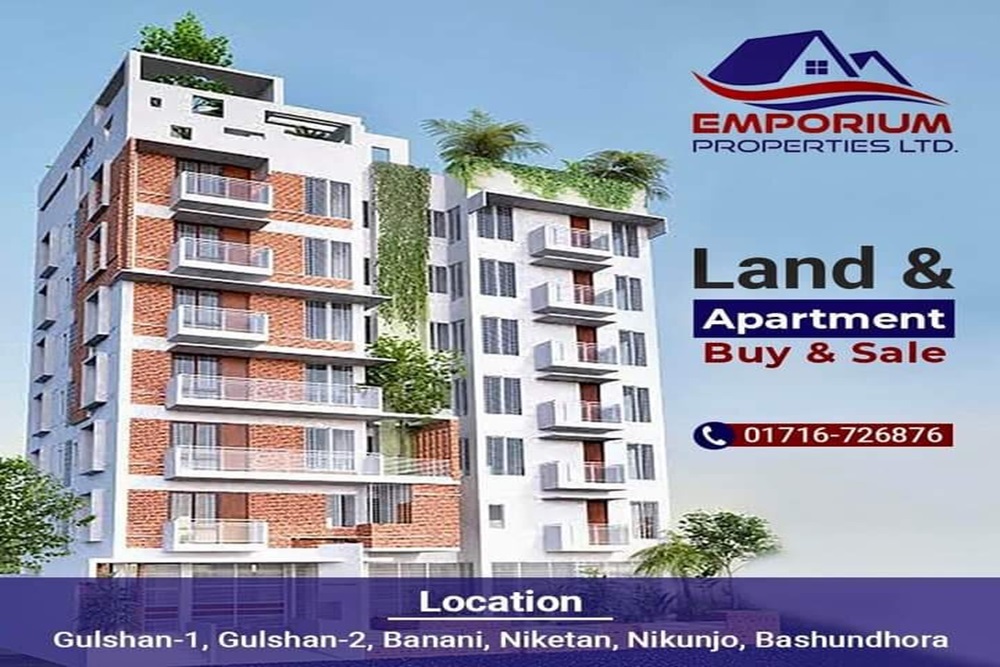 EMPORIUM
PROPERTIES LTD.
Land &
Apartment
Buy & Sale
01716-726876
Location
Gulshan-1, Gulshan-2, Banani, Niketan, Nikunjo, Bashundhora